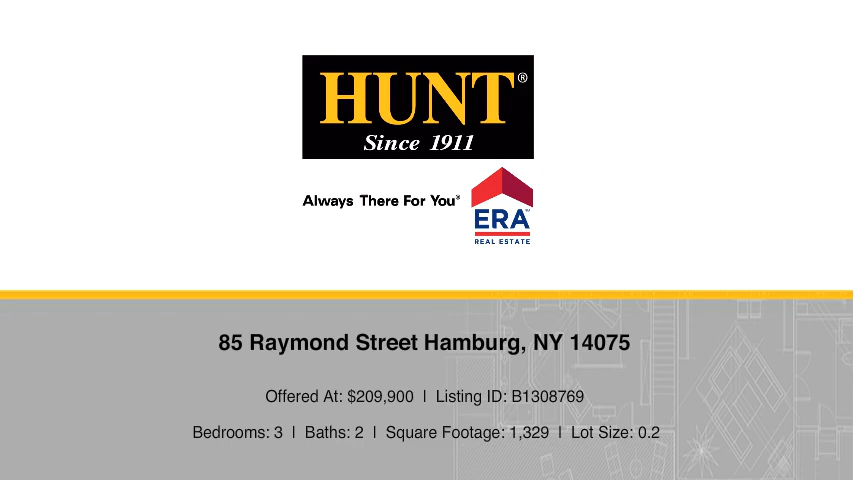 HUNT®
Since 1911
Always There For You®
ERA™
REAL ESTATE
85 Raymond Street Hamburg, NY 14075
Offered At: $209,900 | Listing ID: B1308769
Bedrooms: 3 | Baths: 2 | Square Footage: 1,329 | Lot Size: 0.2